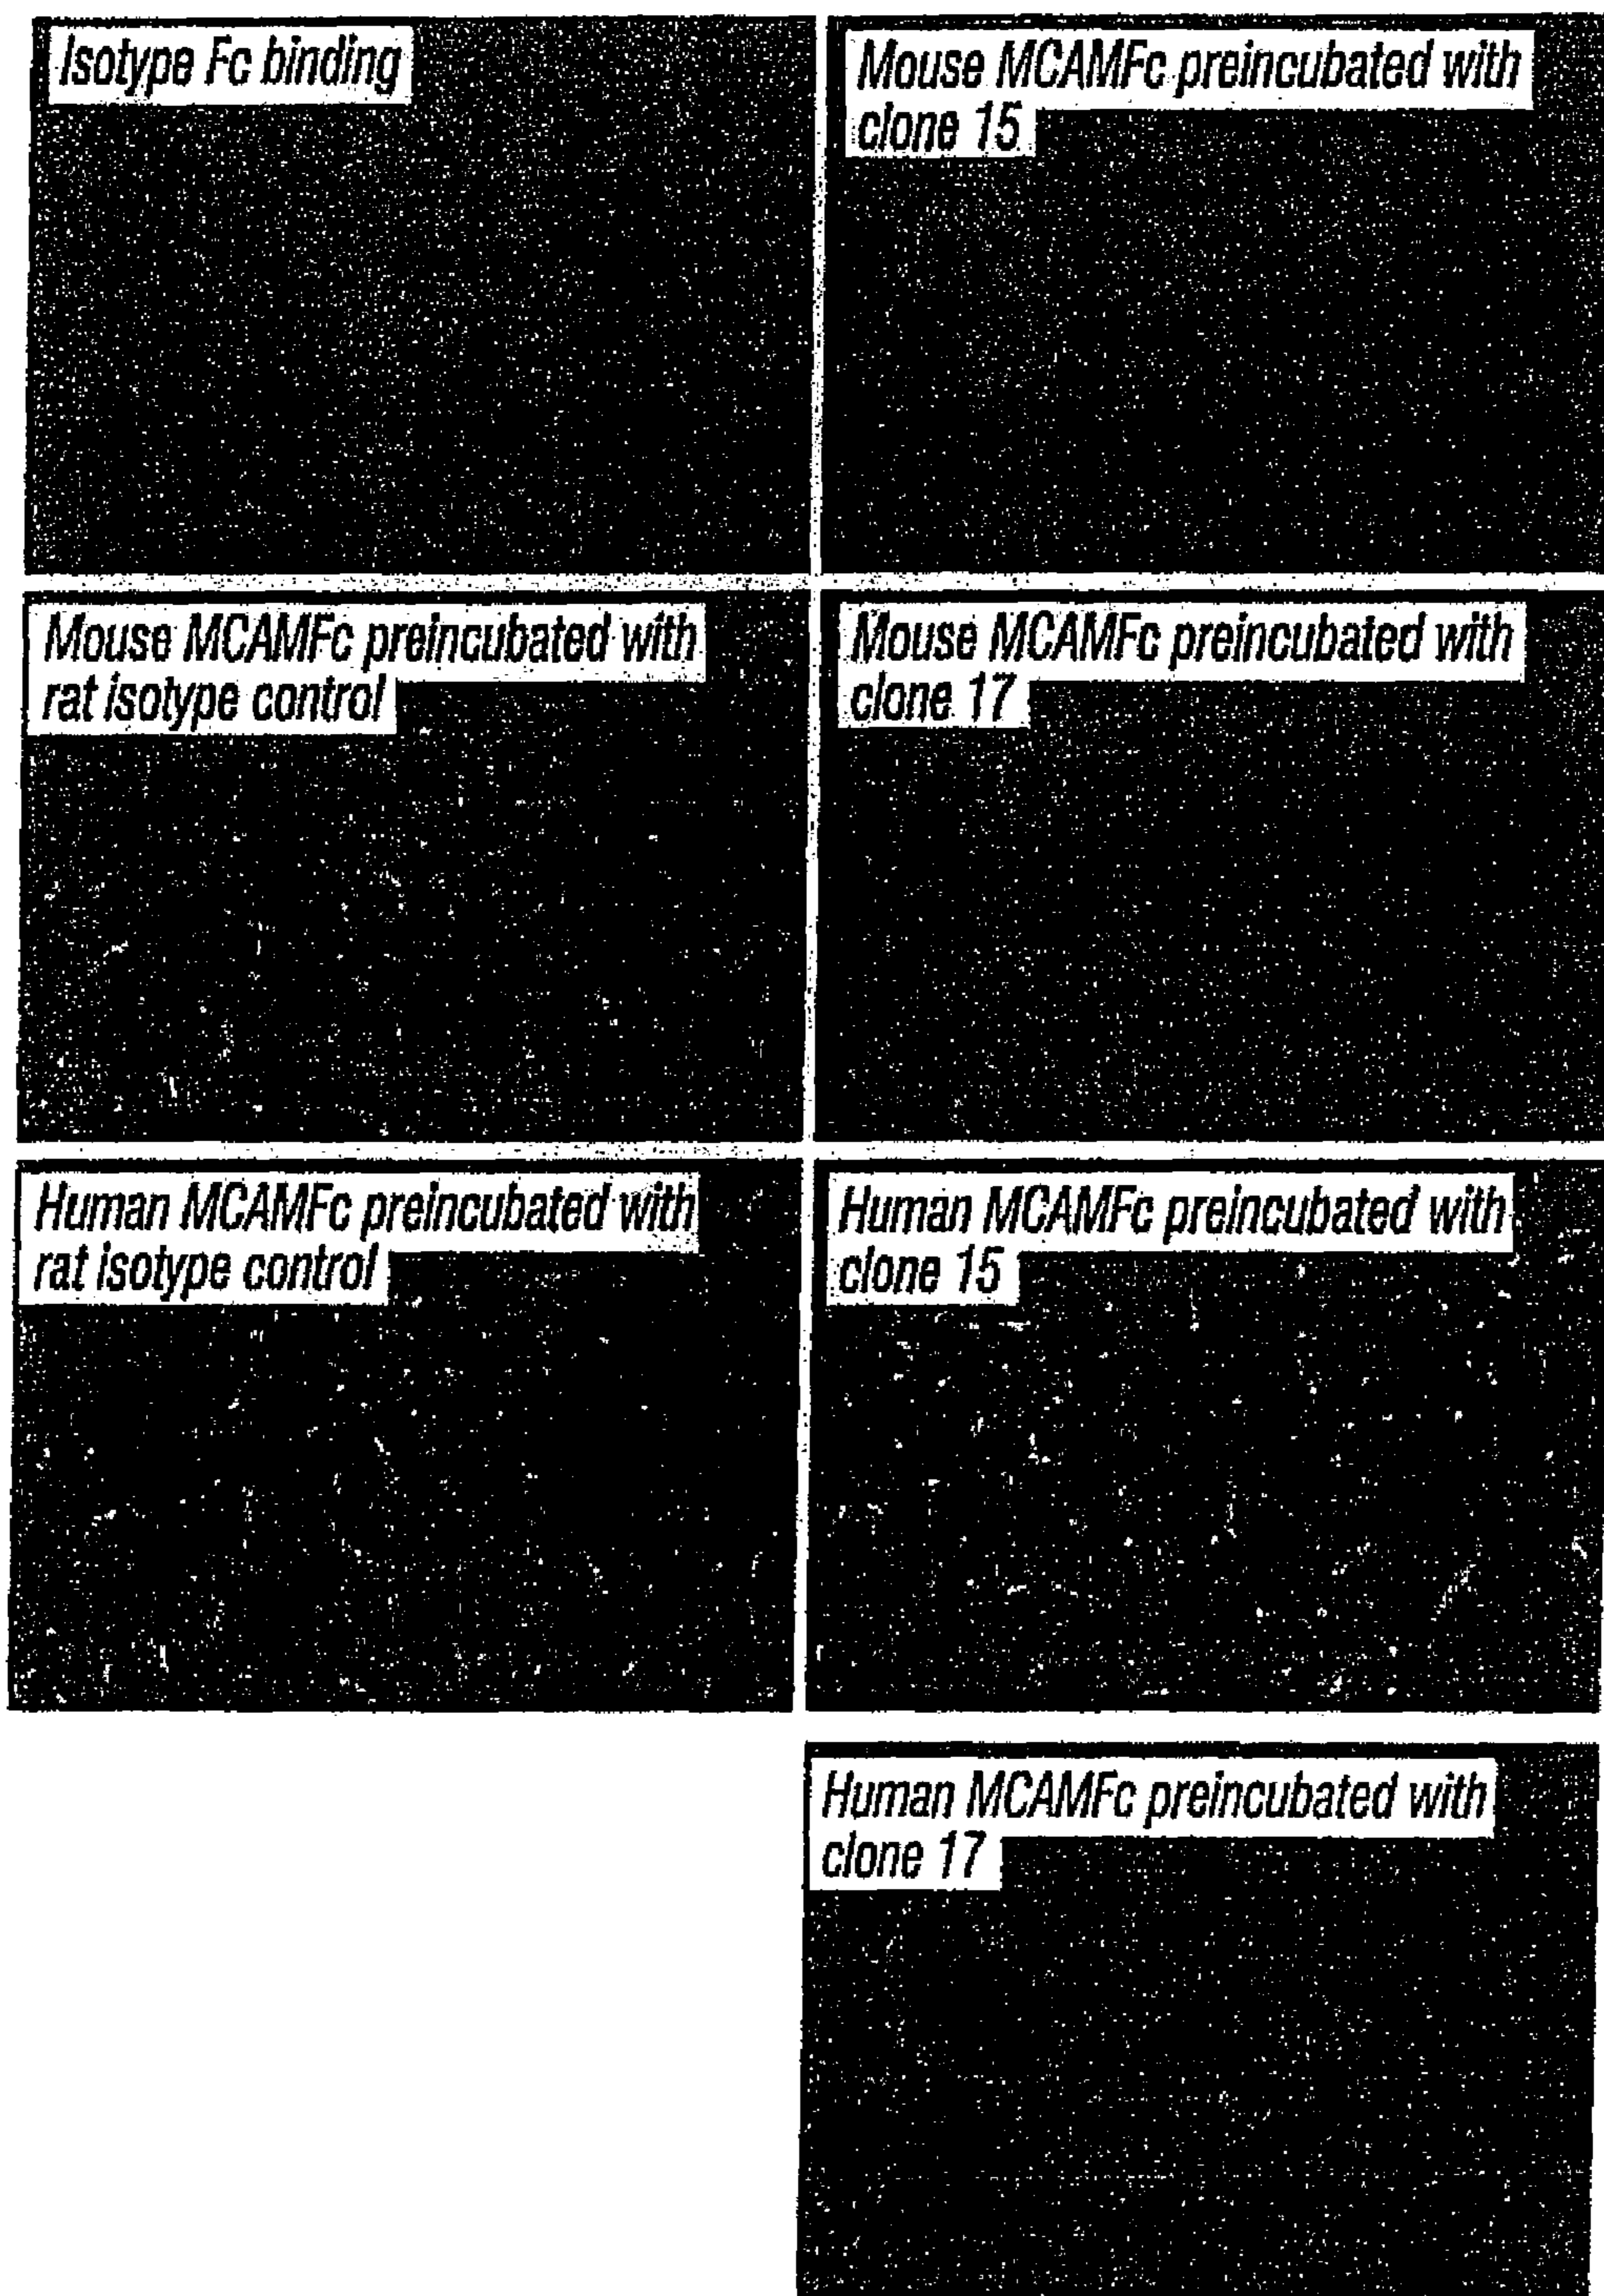 Isotype Fc binding
Mouse MCAMFc preincubated with
clone 15
Mouse MCAMFc preincubated with
rat isotype control
Mouse MCAMFc preincubated with
clone 17
Human MCAMFc preincubated with
rat isotype control
Human MCAMFc preincubated with
clone 15
Human MCAMFc preincubated with
clone 17